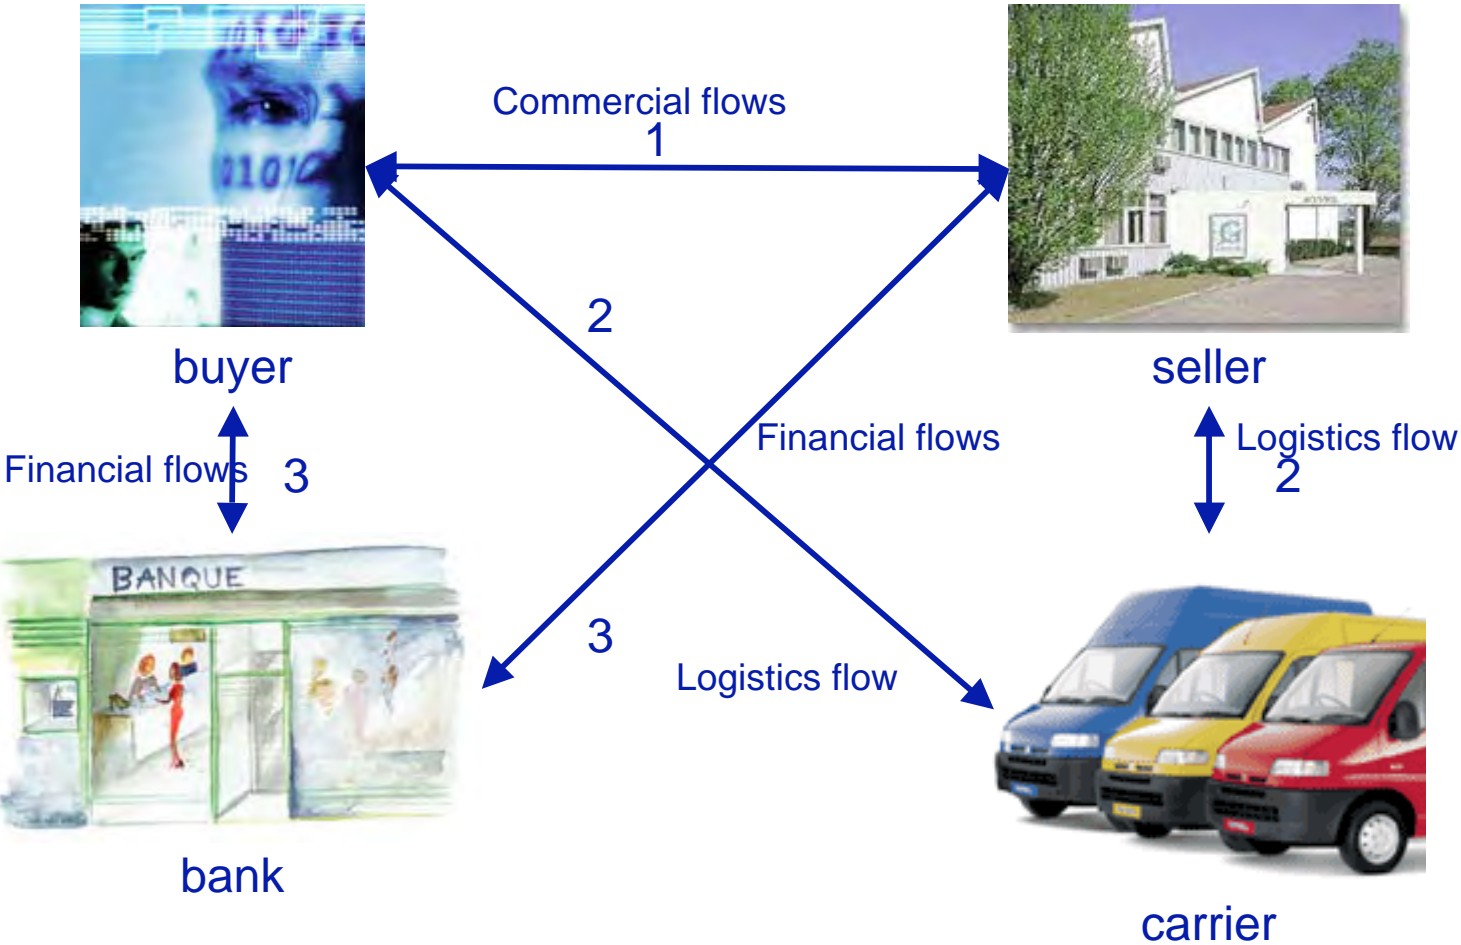 Commercial flows
1
buyer
seller
2
Financial flows
3
Financial flows
Logistics flow
2
BANQUE
3
Logistics flow
bank
carrier